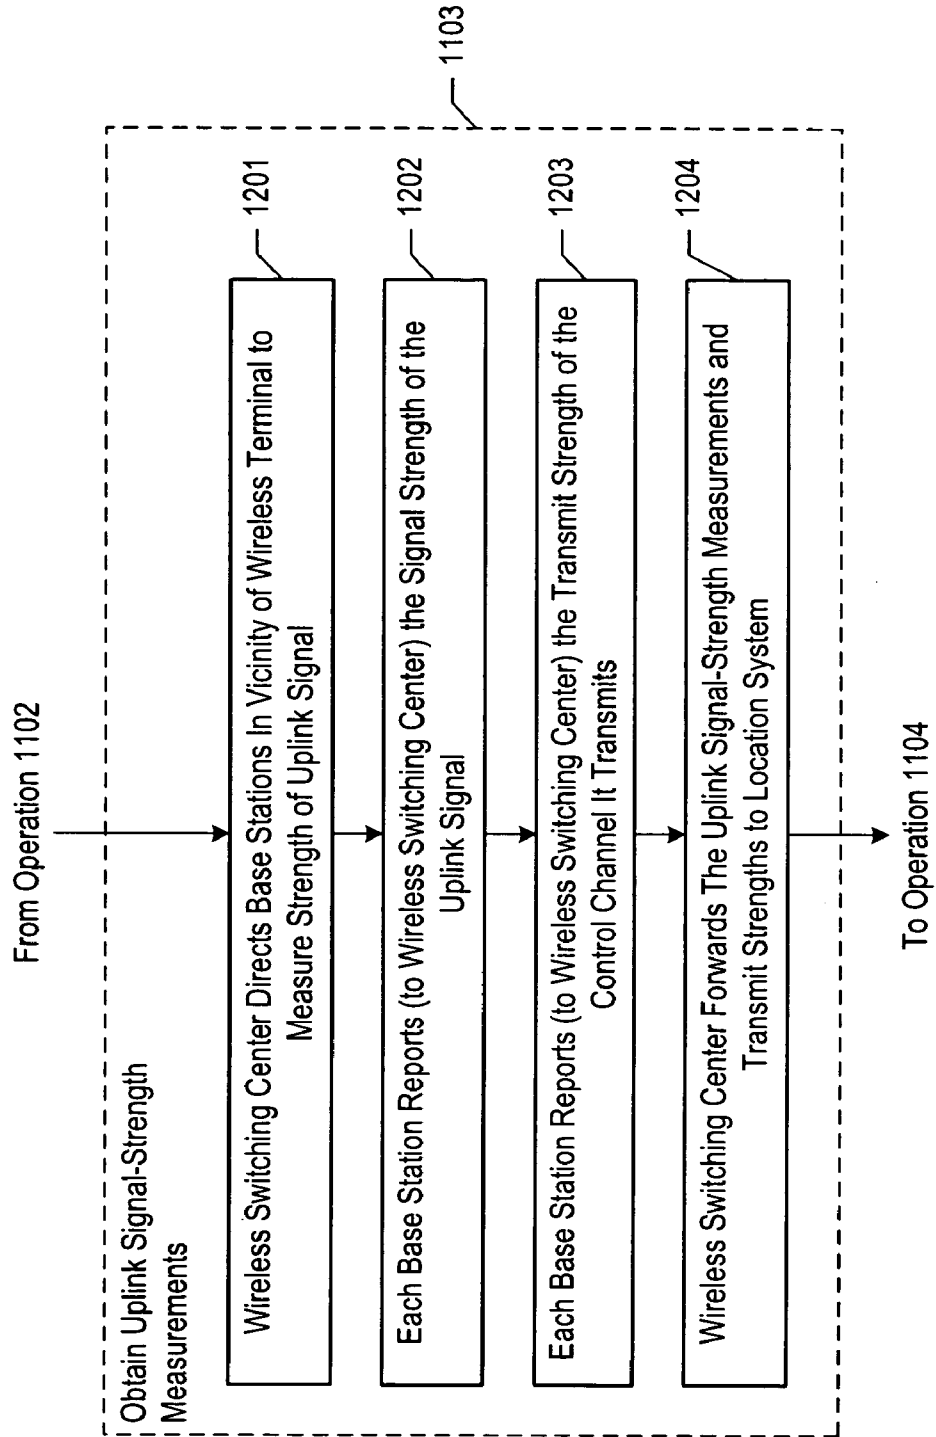 From Operation 1102
Obtain Uplink Signal-Strength
Measurements
1103
Wireless Switching Center Directs Base Stations In Vicinity of Wireless Terminal to
Measure Strength of Uplink Signal
1201
Each Base Station Reports (to Wireless Switching Center) the Signal Strength of the
Uplink Signal
1202
Each Base Station Reports (to Wireless Switching Center) the Transmit Strength of the
Control Channel It Transmits
1203
Wireless Switching Center Forwards The Uplink Signal-Strength Measurements and
Transmit Strengths to Location System
1204
To Operation 1104